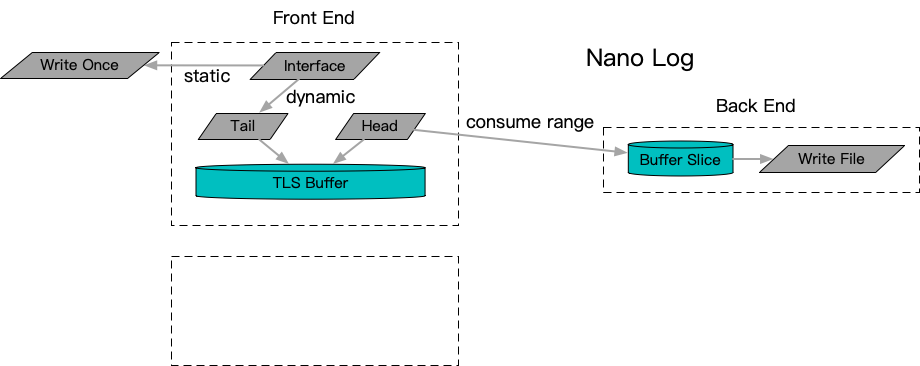 Front End
Nano Log
Write Once
static
Interface
dynamic
Tail
Head
consume range
TLS Buffer
Back End
Buffer Slice
Write File